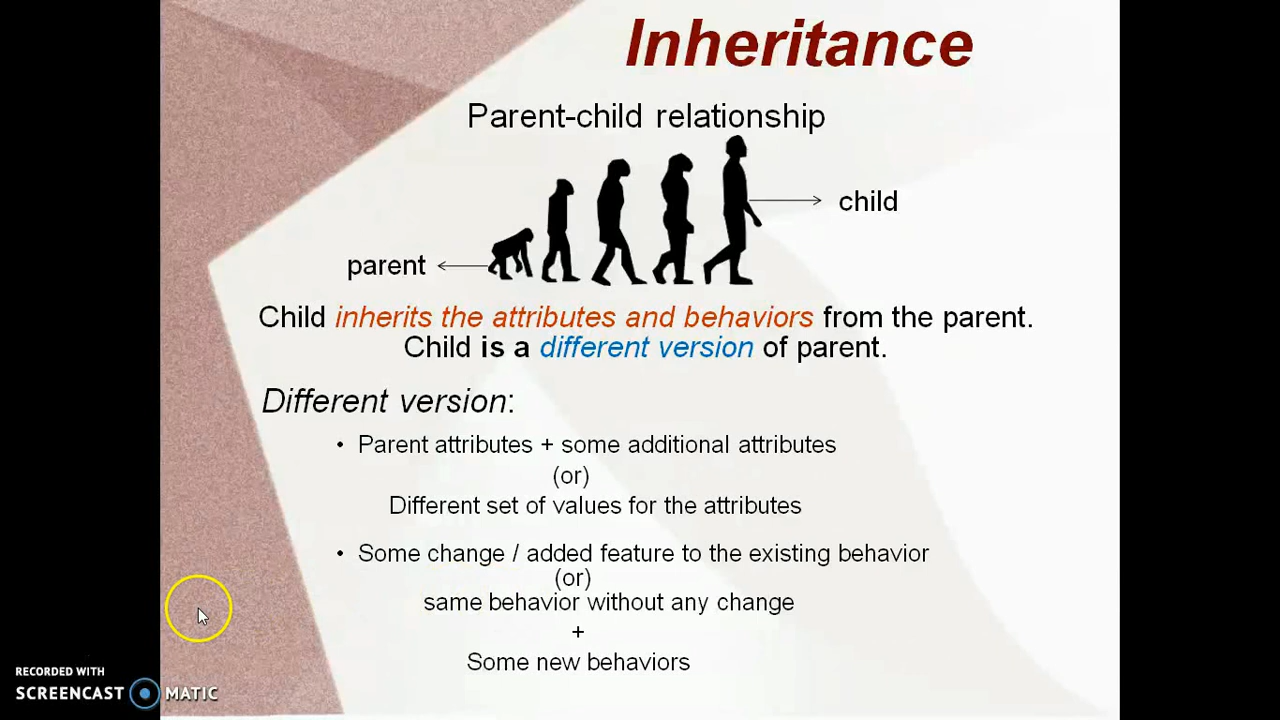 Inheritance
Parent-child relationship
child
parent
Child inherits the attributes and behaviors from the parent.
Child is a different version of parent.
Different version:
• Parent attributes + some additional attributes
(or)
Different set of values for the attributes
• Some change / added feature to the existing behavior
(or)
same behavior without any change
+
Some new behaviors
RECORDED WITH
SCREENCAST MATIC